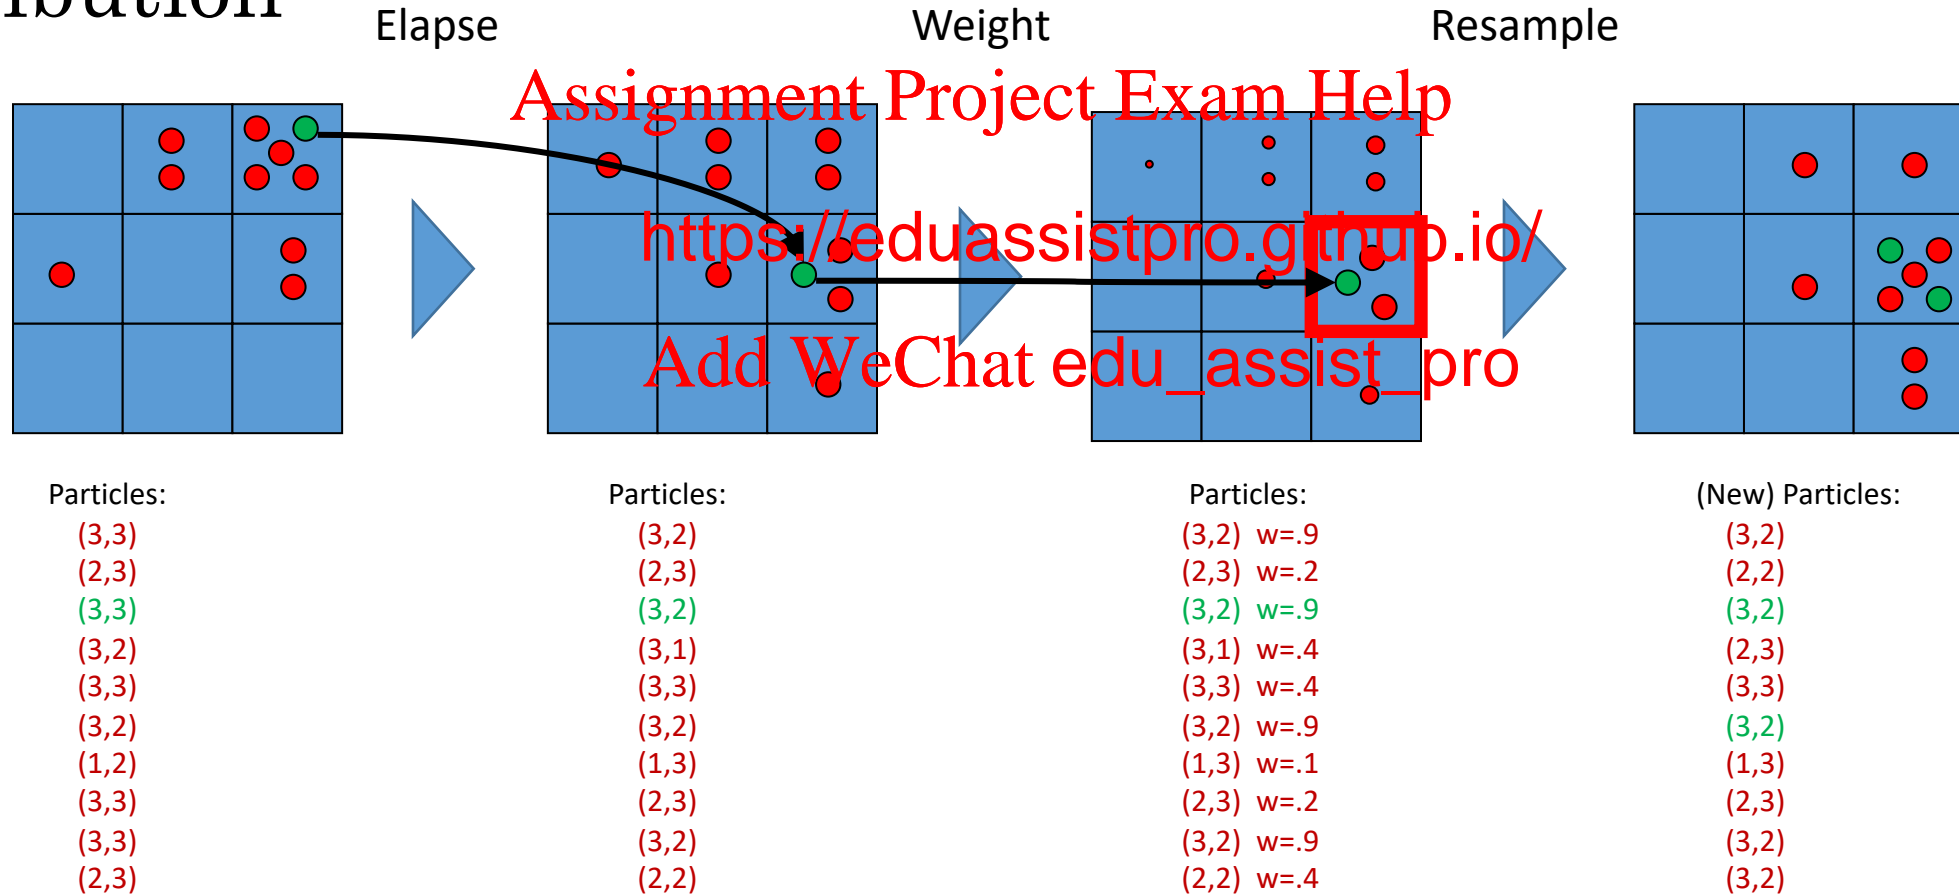 ibution
Elapse
Weight
Resample
Assignment Project Exam Help
https://eduassistpro.github.io/
Add WeChat edu_assist_pro
Particles:
(3,3)
(2,3)
(3,3)
(3,2)
(3,3)
(3,2)
(1,2)
(3,3)
(3,3)
(2,3)
Particles:
(3,2)
(2,3)
(3,2)
(3,1)
(3,3)
(3,2)
(1,3)
(2,3)
(3,2)
(2,2)
Particles:
(3,2) w=.9
(2,3) w=.2
(3,2) w=.9
(3,1) w=.4
(3,3) w=.4
(3,2) w=.9
(1,3) w=.1
(2,3) w=.2
(3,2) w=.9
(2,2) w=.4
(New) Particles:
(3,2)
(2,2)
(3,2)
(2,3)
(3,3)
(3,2)
(1,3)
(2,3)
(3,2)
(3,2)